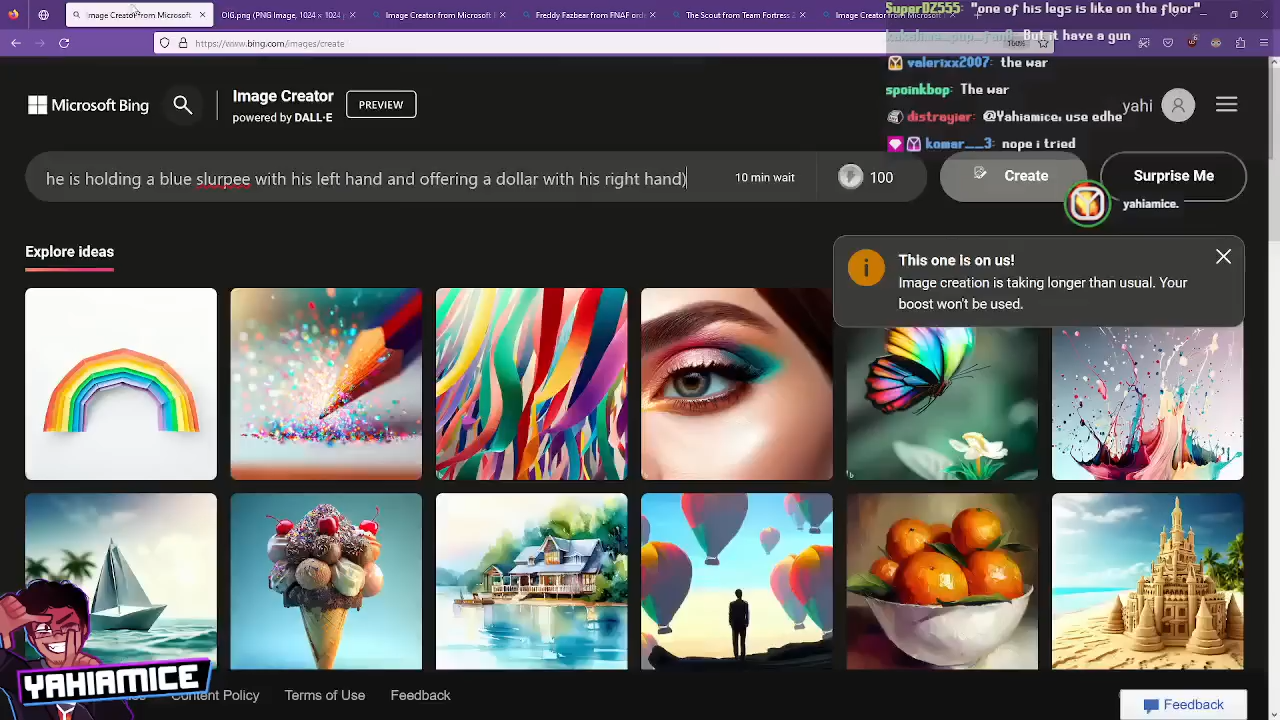 Image Creator From Microsoft
DIG.png (PNG Image, 1024 x 1024
Image Creator from Microsoft
Freddy Fazbear from FNAF
The Scout from Team Fortress 2
Image Creator from Mi
SuperDZ555: "one of his legs is like on the floor"
But it have a gun
https://www.bing.com/images/create
160%
valerixx2007: the war
spoinkbop: The war
distrayier: @Yahiamice, use edhe
komar__3: nope i tried
Microsoft Bing
Image Creator
powered by DALL·E
PREVIEW
yahi
he is holding a blue slurpee with his left hand and offering a dollar with his right hand)
10 min wait
100
Create
Surprise Me
yahiamice.
Explore ideas
This one is on us!
Image creation is taking longer than usual. Your
boost won't be used.
YAHIAMICE
Content Policy
Terms of Use
Feedback
Feedback